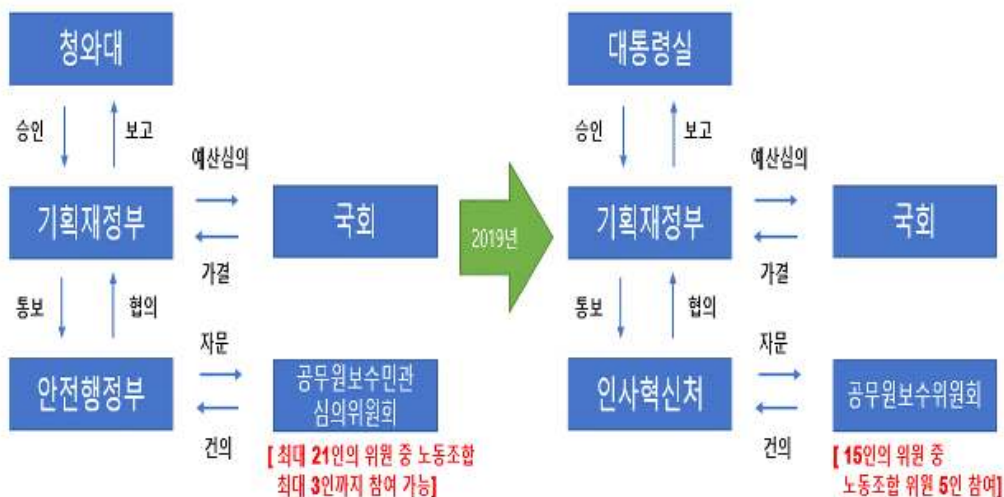 청와대
승인
보고
기획재정부
예산심의
가결
국회
통보
협의
안전행정부
자문
건의
공무원보수민관
심의위원회
[ 최대 21인의 위원 중 노동조합
최대 3인까지 참여 가능]
2019년
대통령실
승인
보고
기획재정부
예산심의
가결
국회
통보
협의
인사혁신처
자문
건의
공무원보수위원회
[ 15인의 위원 중
노동조합 위원 5인 참여]